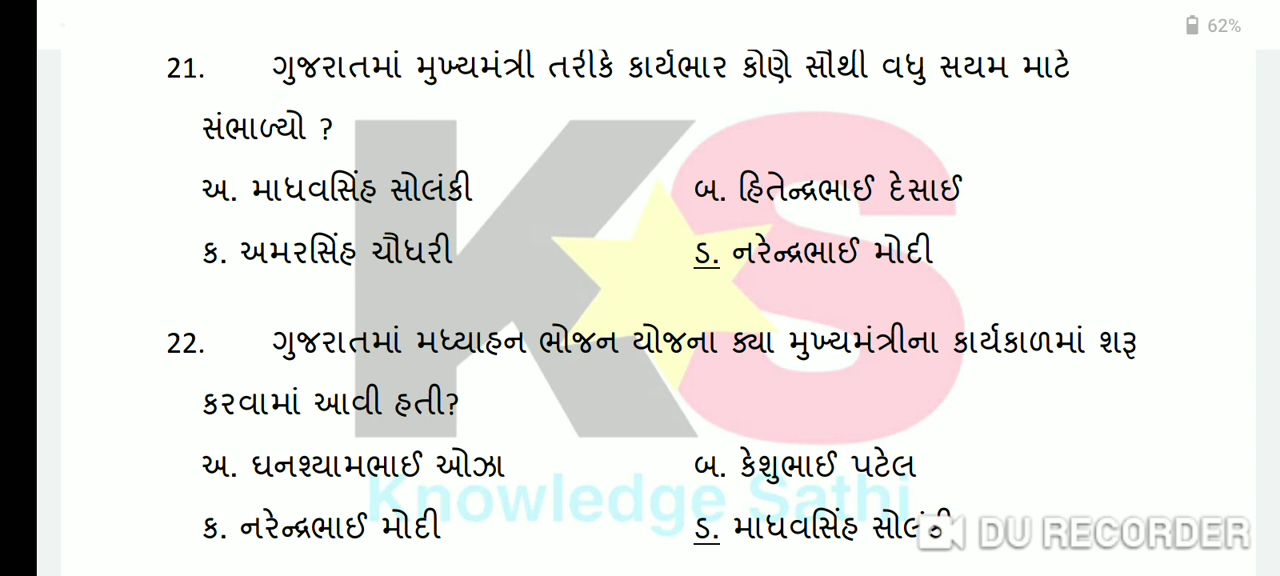 62%
21. ગુજરાતમાં મુખ્યમંત્રી તરીકે કાર્યભાર કોણે સૌથી વધુ સયમ માટે
સંભાળ્યો ?
અ. માધવસિંહ સોલંકી બ. હિતેન્દ્રભાઈ દેસાઈ
ક. અમરસિંહ ચૌધરી ડ. નરેન્દ્રભાઈ મોદી
22. ગુજરાતમાં મધ્યાહન ભોજન યોજના ક્યા મુખ્યમંત્રીના કાર્યકાળમાં શરૂ
કરવામાં આવી હતી?
અ. ઘનશ્યામભાઈ ઓઝા બ. કેશુભાઈ પટેલ
ક. નરેન્દ્રભાઈ મોદી ડ. માધવસિંહ સોલંકી
KS
Knowledge Sathi
DU RECORDER